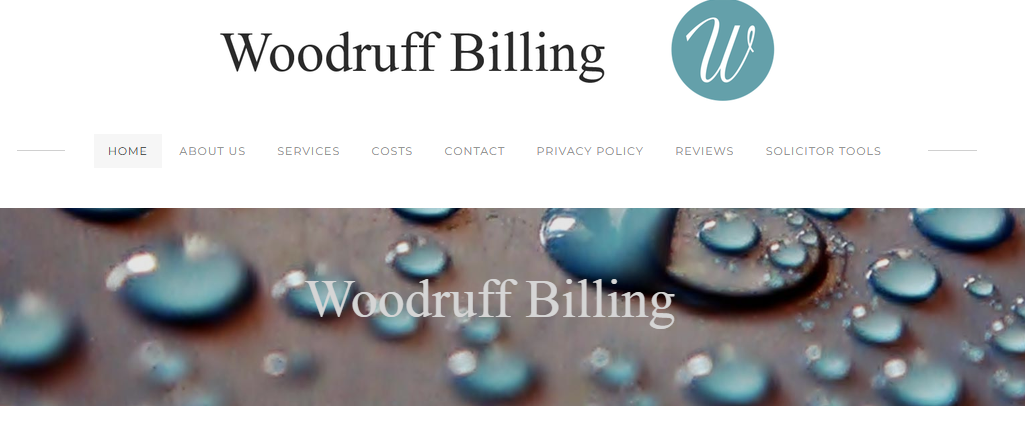 Woodruff Billing
W
HOME ABOUT US SERVICES COSTS CONTACT PRIVACY POLICY REVIEWS SOLICITOR TOOLS
Woodruff Billing